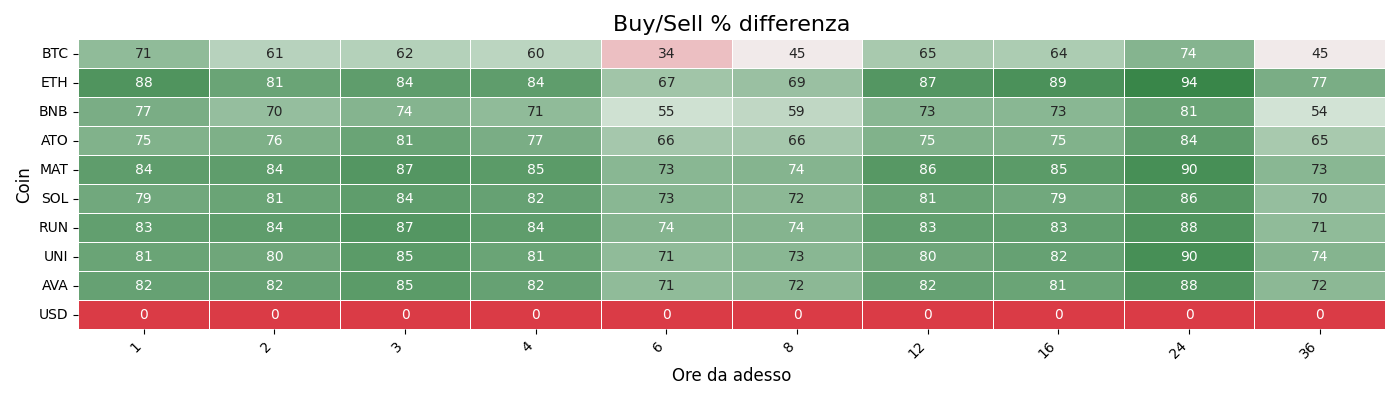 Buy/Sell % differenza
Coin
BTC 71 61 62 60 34 45 65 64 74 45
ETH 88 81 84 84 67 69 87 89 94 77
BNB 77 70 74 71 55 59 73 73 81 54
ATO 75 76 81 77 66 66 75 75 84 65
MAT 84 84 87 85 73 74 86 85 90 73
SOL 79 81 84 82 73 72 81 79 86 70
RUN 83 84 87 84 74 74 83 83 88 71
UNI 81 80 85 81 71 73 80 82 90 74
AVA 82 82 85 82 71 72 82 81 88 72
USD 0 0 0 0 0 0 0 0 0 0
1 2 3 4 6 8 12 16 24 36
Ore da adesso